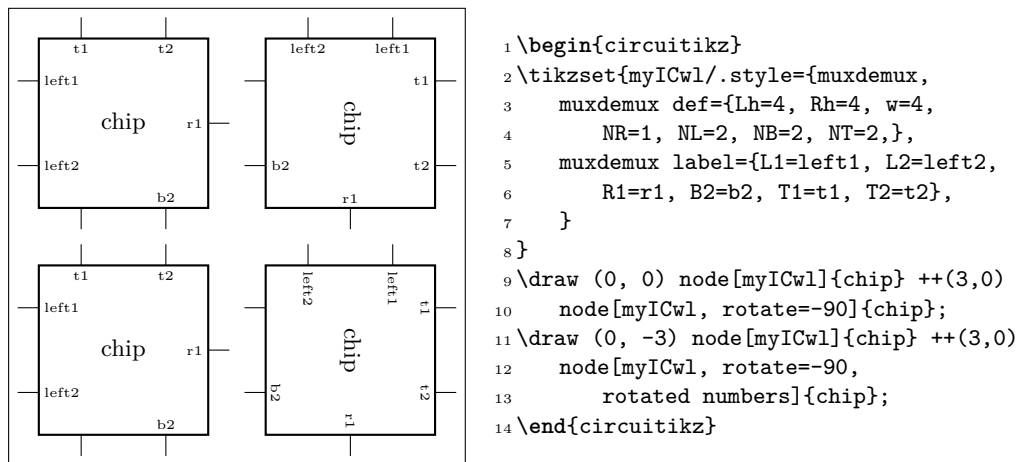 t1 t2
left1
chip
r1
left2
b2
left2 left1
t1
chip
b2 t2
r1
t1 t2
left1
chip
r1
left2
b2
left2 left1
t1
chip
b2 t2
r1
1 \begin{circuitikz}
2 \tikzset{myICwl/.style={muxdemux,
3 muxdemux def={Lh=4, Rh=4, w=4,
4 NR=1, NL=2, NB=2, NT=2,},
5 muxdemux label={L1=left1, L2=left2,
6 R1=r1, B2=b2, T1=t1, T2=t2},
7 }
8 }
9 \draw (0, 0) node[myICwl]{chip} ++(3,0)
10 node[myICwl, rotate=-90]{chip};
11 \draw (0, -3) node[myICwl]{chip} ++(3,0)
12 node[myICwl, rotate=-90,
13 rotated numbers]{chip};
14 \end{circuitikz}